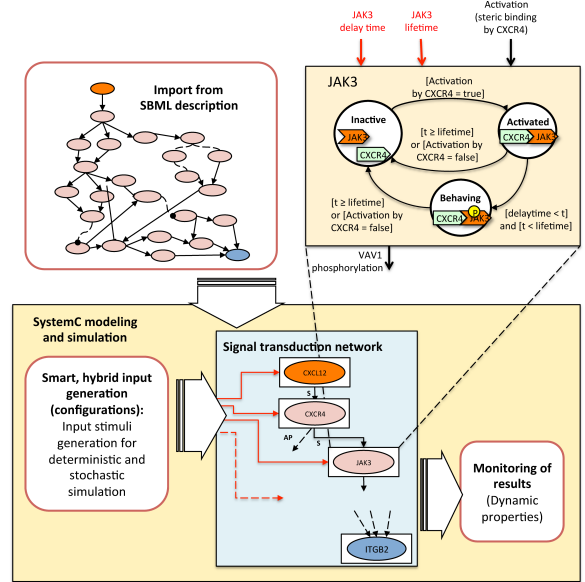 JAK3
delay time
JAK3
lifetime
Activation
(steric binding
by CXCR4)
Import from
SBML description
JAK3
[Activation
by CXCR4 = true]
Inactive
JAK3
CXCR4
Activated
CXCR4 JAK3
[t ≥ lifetime]
or [Activation by
CXCR4 = false]
Behaving
P
CXCR4 JAK3
[t ≥ lifetime]
or [Activation by
CXCR4 = false]
[delaytime < t]
and [t < lifetime]
VAV1
phosphorylation
SystemC modeling
and simulation
Signal transduction network
Smart, hybrid input
generation
(configurations):
Input stimuli
generation for
deterministic and
stochastic
simulation
CXCL12
S
CXCR4
AP
S
JAK3
ITGB2
Monitoring of
results
(Dynamic
properties)